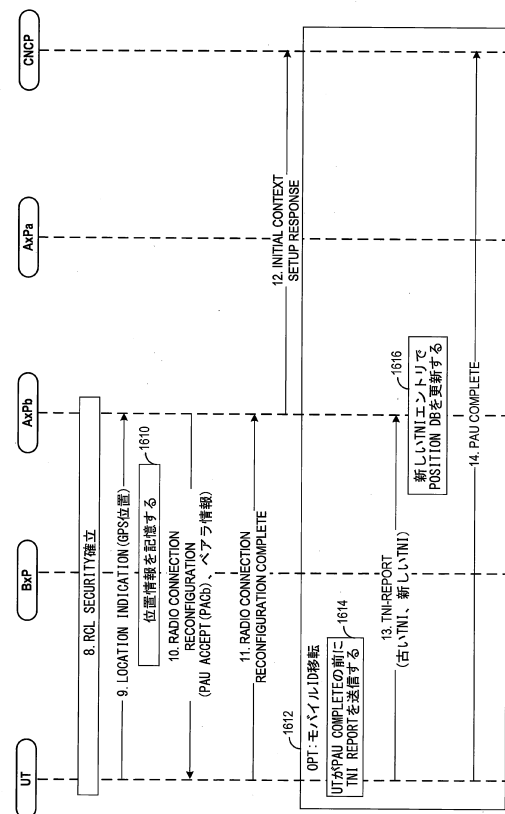 UT
BxP
AxPb
AxPa
CNCP
8. RCL SECURITY確立
9. LOCATION INDICATION(GPS位置)
位置情報を記憶する
1610
10. RADIO CONNECTION
RECONFIGURATION
(PAU ACCEPT(PAGb)、ベアラ情報)
11. RADIO CONNECTION
RECONFIGURATION COMPLETE
12. INITIAL CONTEXT
SETUP RESPONSE
1612
OPT:モバイルID移転
UTがPAU COMPLETEの前に
TNI REPORTを送信する
1614
13. TNI-REPORT
(古いTNI、新しいTNI)
新しいTNIエントリで
POSITION DBを更新する
1616
14. PAU COMPLETE